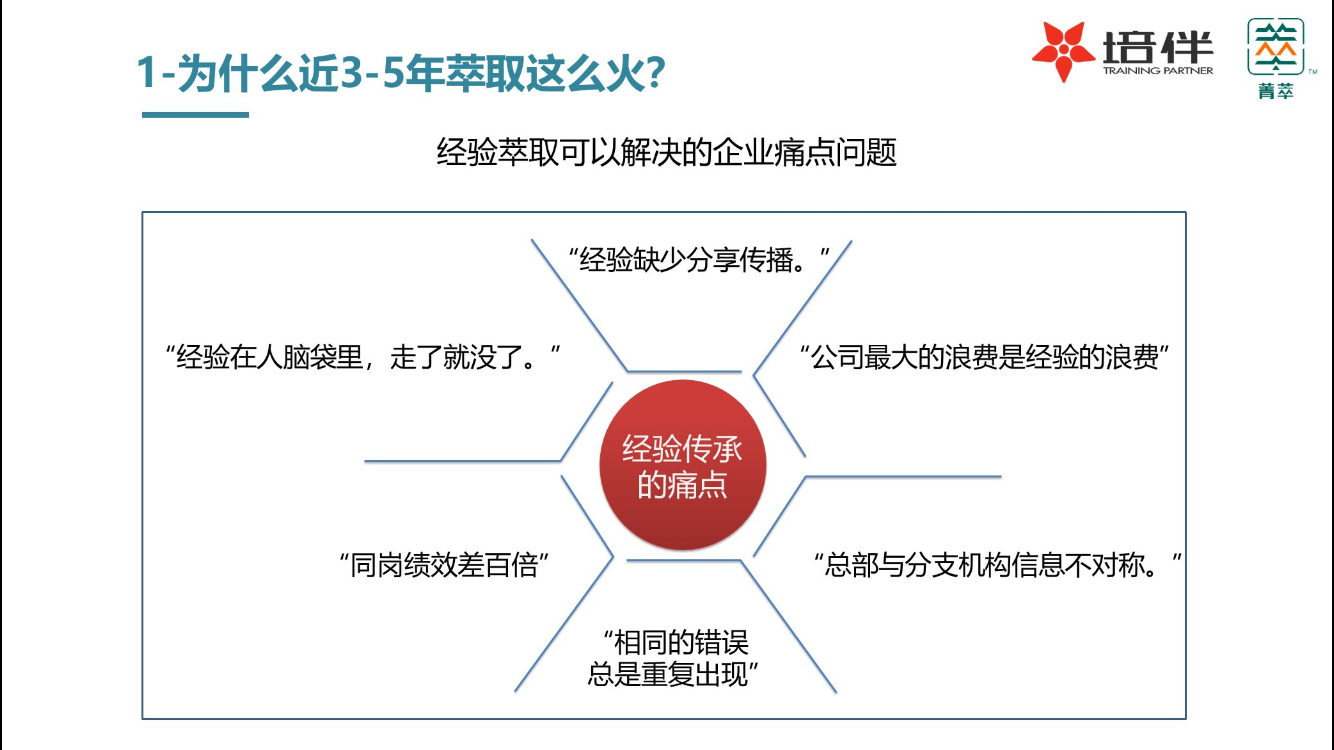 1-为什么近3-5年萃取这么火?
培伴
TRAINING PARTNER
TM
菁萃
经验萃取可以解决的企业痛点问题
“经验缺少分享传播。”
“经验在人脑袋里，走了就没了。”
“公司最大的浪费是经验的浪费”
经验传承
的痛点
“同岗绩效差百倍”
“总部与分支机构信息不对称。”
“相同的错误
总是重复出现”